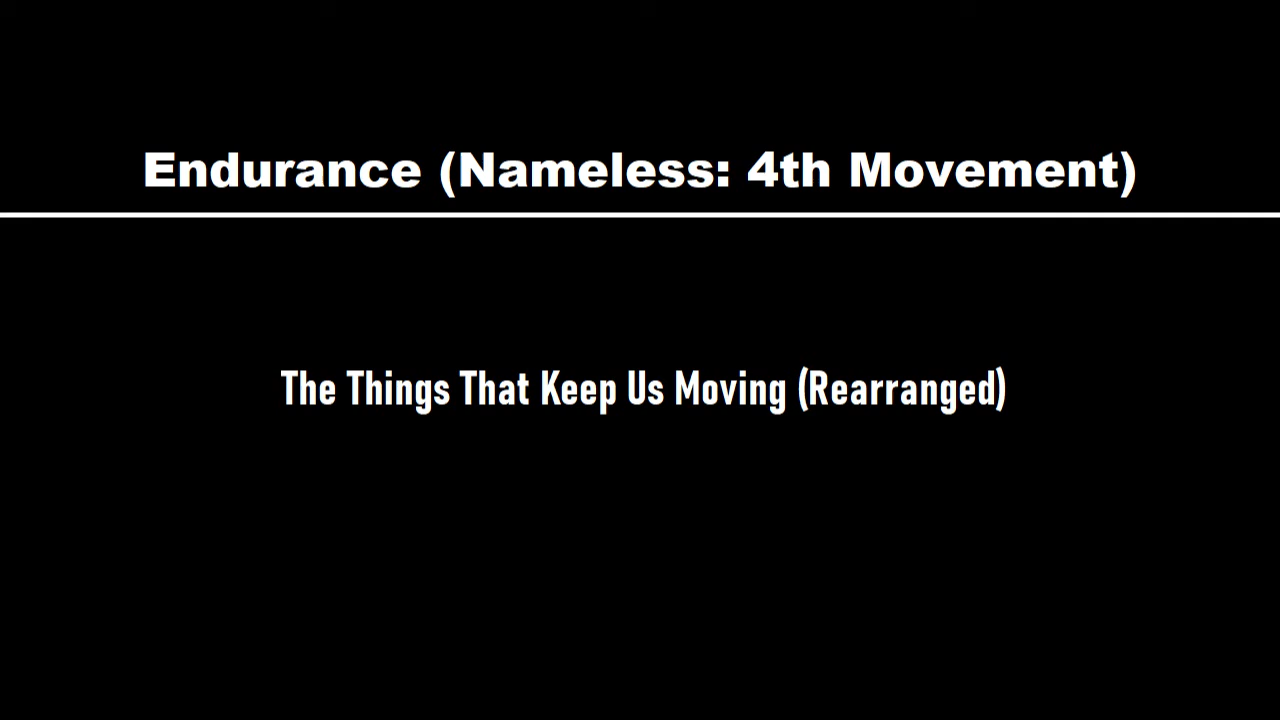 Endurance (Nameless: 4th Movement)
The Things That Keep Us Moving (Rearranged)